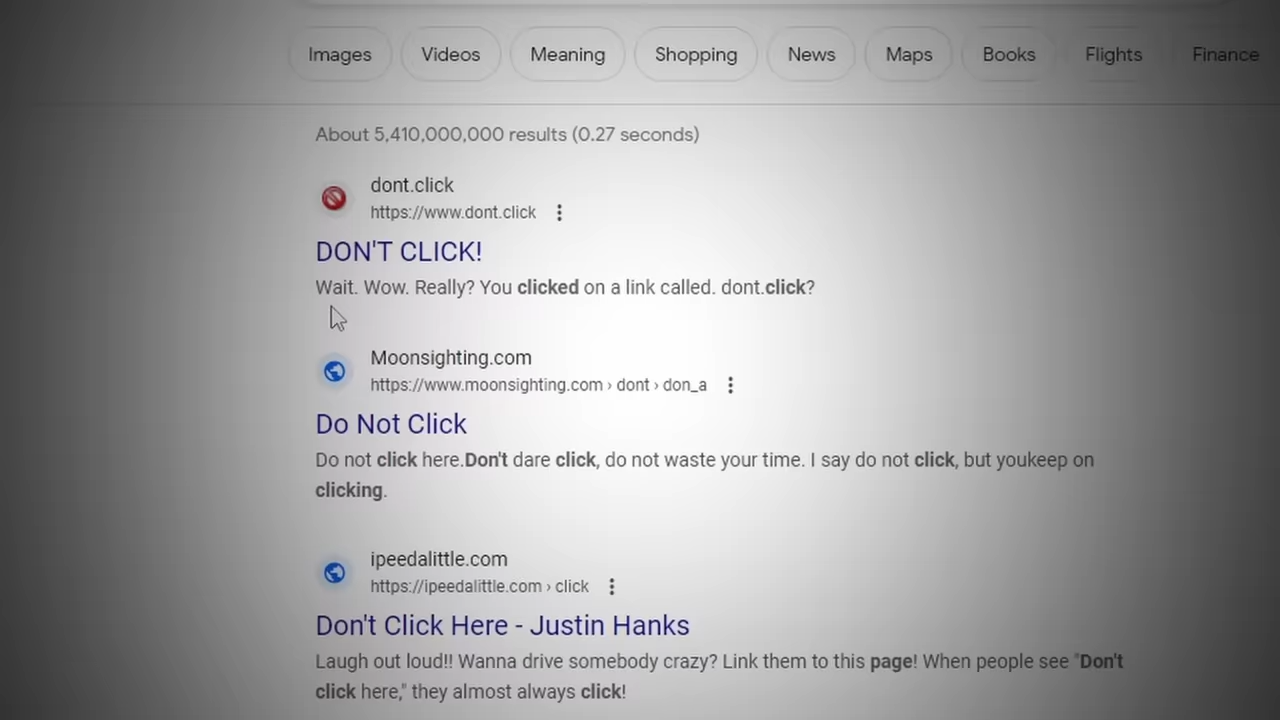 Images Videos Meaning Shopping News Maps Books Flights Finance
About 5,410,000,000 results (0.27 seconds)
dont.click
https://www.dont.click
DON'T CLICK!
Wait. Wow. Really? You clicked on a link called. dont.click?
Moonsighting.com
https://www.moonsighting.com › dont › don_a
Do Not Click
Do not click here.Don't dare click, do not waste your time. I say do not click, but youkeep on
clicking.
ipeedalittle.com
https://ipeedalittle.com › click
Don't Click Here - Justin Hanks
Laugh out loud!! Wanna drive somebody crazy? Link them to this page! When people see "Don't
click here," they almost always click!